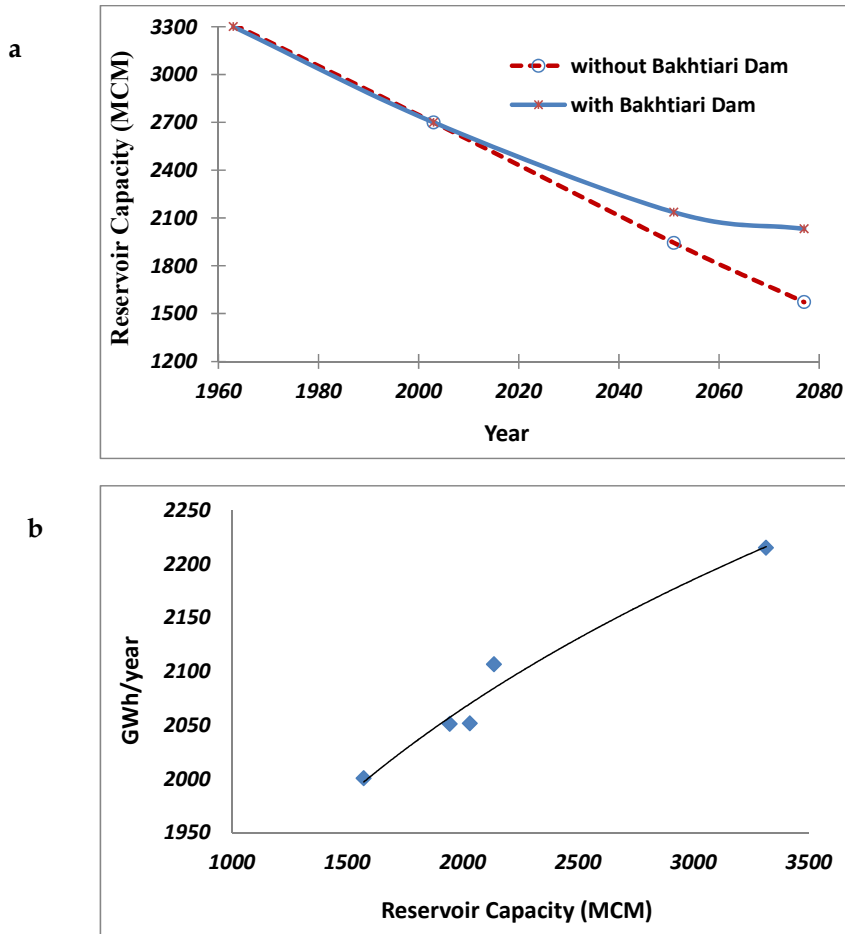 a
Reservoir Capacity (MCM)
3300
3000
2700
2400
2100
1800
1500
1200
without Bakhtiari Dam
with Bakhtiari Dam
1960 1980 2000 2020 2040 2060 2080
Year
b
GWh/year
2250
2200
2150
2100
2050
2000
1950
1000 1500 2000 2500 3000 3500
Reservoir Capacity (MCM)